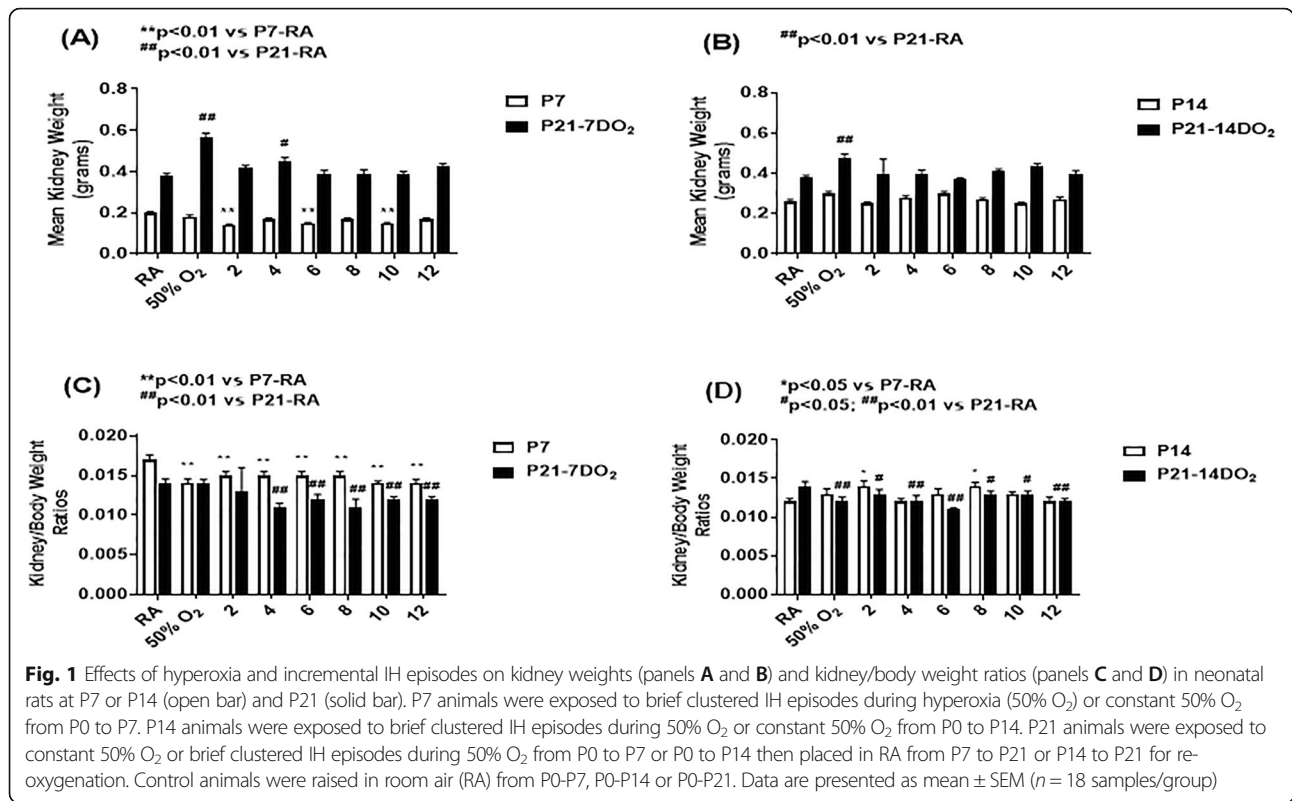 (A)
**p<0.01 vs P7-RA
##p<0.01 vs P21-RA
Mean Kidney Weight
(grams)
0.8
0.6
0.4
0.2
0.0
##
#
**
**
**
RA
50% O₂
2
4
6
8
10
12
P7
P21-7DO₂
(B)
##p<0.01 vs P21-RA
Mean Kidney Weight
(grams)
0.8
0.6
0.4
0.2
0.0
##
RA
50% O₂
2
4
6
8
10
12
P14
P21-14DO₂
(C)
**p<0.01 vs P7-RA
##p<0.01 vs P21-RA
Kidney/Body Weight
Ratios
0.020
0.015
0.010
0.005
0.000
** ** ** ** ** ** **
## ## ## ## ##
RA
50% O₂
2
4
6
8
10
12
P7
P21-7DO₂
(D)
*p<0.05 vs P7-RA
#p<0.05; ##p<0.01 vs P21-RA
Kidney/Body Weight
Ratios
0.020
0.015
0.010
0.005
0.000
## * # ## ## * # # ##
RA
50% O₂
2
4
6
8
10
12
P14
P21-14DO₂
Fig. 1 Effects of hyperoxia and incremental IH episodes on kidney weights (panels A and B) and kidney/body weight ratios (panels C and D) in neonatal
rats at P7 or P14 (open bar) and P21 (solid bar). P7 animals were exposed to brief clustered IH episodes during hyperoxia (50% O₂) or constant 50% O₂
from P0 to P7. P14 animals were exposed to brief clustered IH episodes during 50% O₂ or constant 50% O₂ from P0 to P14. P21 animals were exposed to
constant 50% O₂ or brief clustered IH episodes during 50% O₂ from P0 to P7 or P0 to P14 then placed in RA from P7 to P21 or P14 to P21 for re-
oxygenation. Control animals were raised in room air (RA) from P0-P7, P0-P14 or P0-P21. Data are presented as mean ± SEM (n = 18 samples/group)